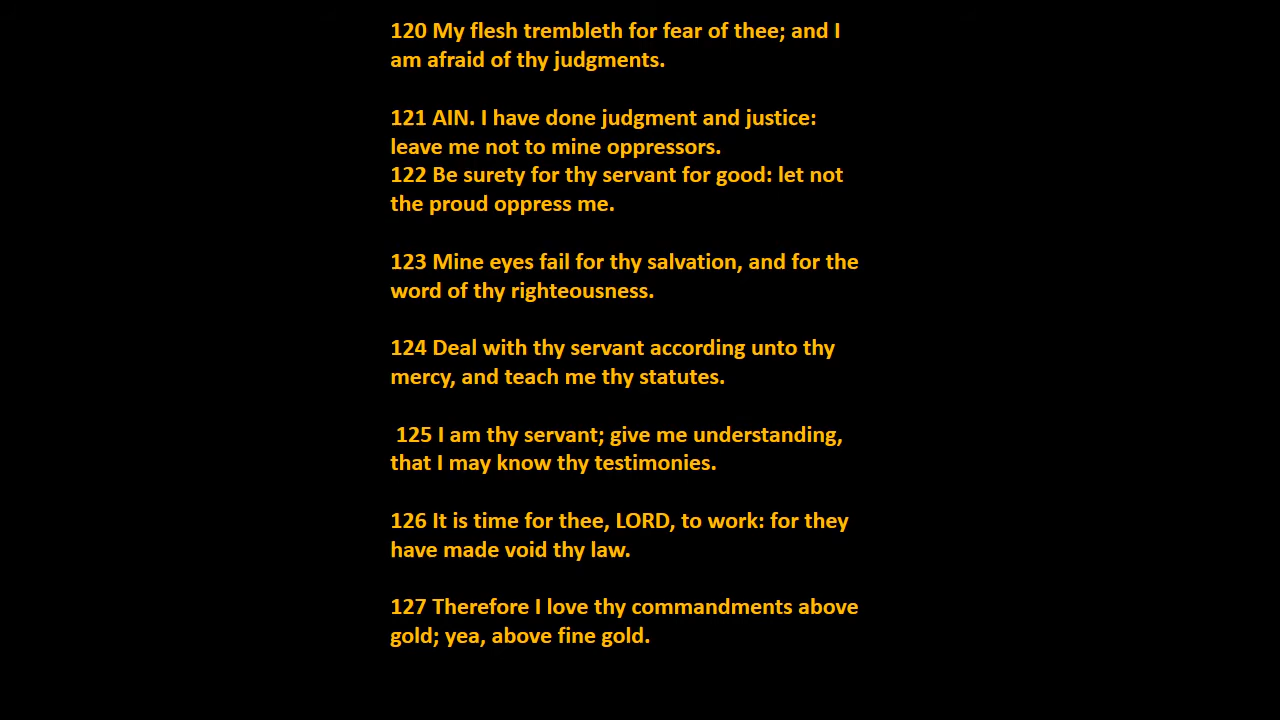 120 My flesh trembleth for fear of thee; and I
am afraid of thy judgments.
121 AIN. I have done judgment and justice:
leave me not to mine oppressors.
122 Be surety for thy servant for good: let not
the proud oppress me.
123 Mine eyes fail for thy salvation, and for the
word of thy righteousness.
124 Deal with thy servant according unto thy
mercy, and teach me thy statutes.
125 I am thy servant; give me understanding,
that I may know thy testimonies.
126 It is time for thee, LORD, to work: for they
have made void thy law.
127 Therefore I love thy commandments above
gold; yea, above fine gold.